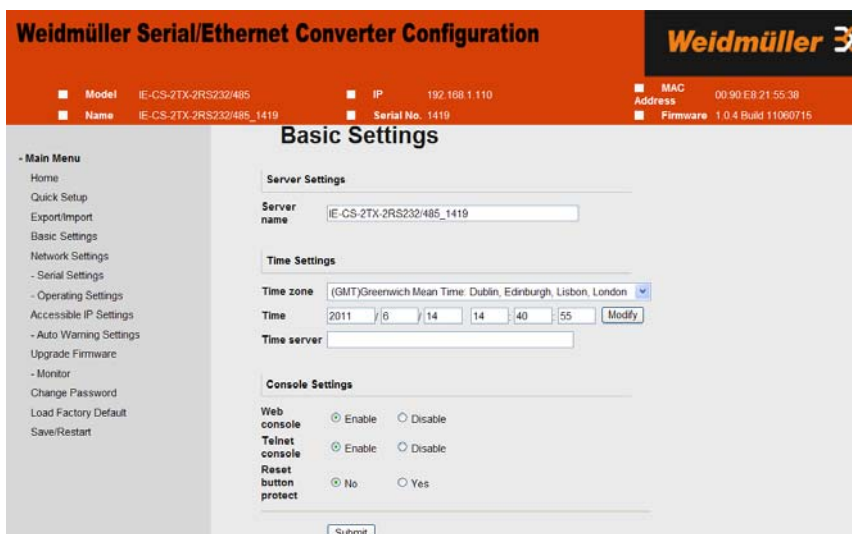 Weidmüller Serial/Ethernet Converter Configuration
Weidmüller
Model IE-CS-2TX-2RS232/485 IP 192.168.1.110 MAC Address 00:90:E8:21:55:38
Name IE-CS-2TX-2RS232/485_1419 Serial No. 1419 Firmware 1.0.4 Build 11060715
Basic Settings
- Main Menu
Home
Quick Setup
Export/Import
Basic Settings
Network Settings
- Serial Settings
- Operating Settings
Accessible IP Settings
- Auto Warning Settings
Upgrade Firmware
- Monitor
Change Password
Load Factory Default
Save/Restart
Server Settings
Server name IE-CS-2TX-2RS232/485_1419
Time Settings
Time zone (GMT)Greenwich Mean Time: Dublin, Edinburgh, Lisbon, London
Time 2011 / 6 / 14 14 : 40 : 55 Modify
Time server
Console Settings
Web console Enable Disable
Telnet console Enable Disable
Reset button protect No Yes
Submit